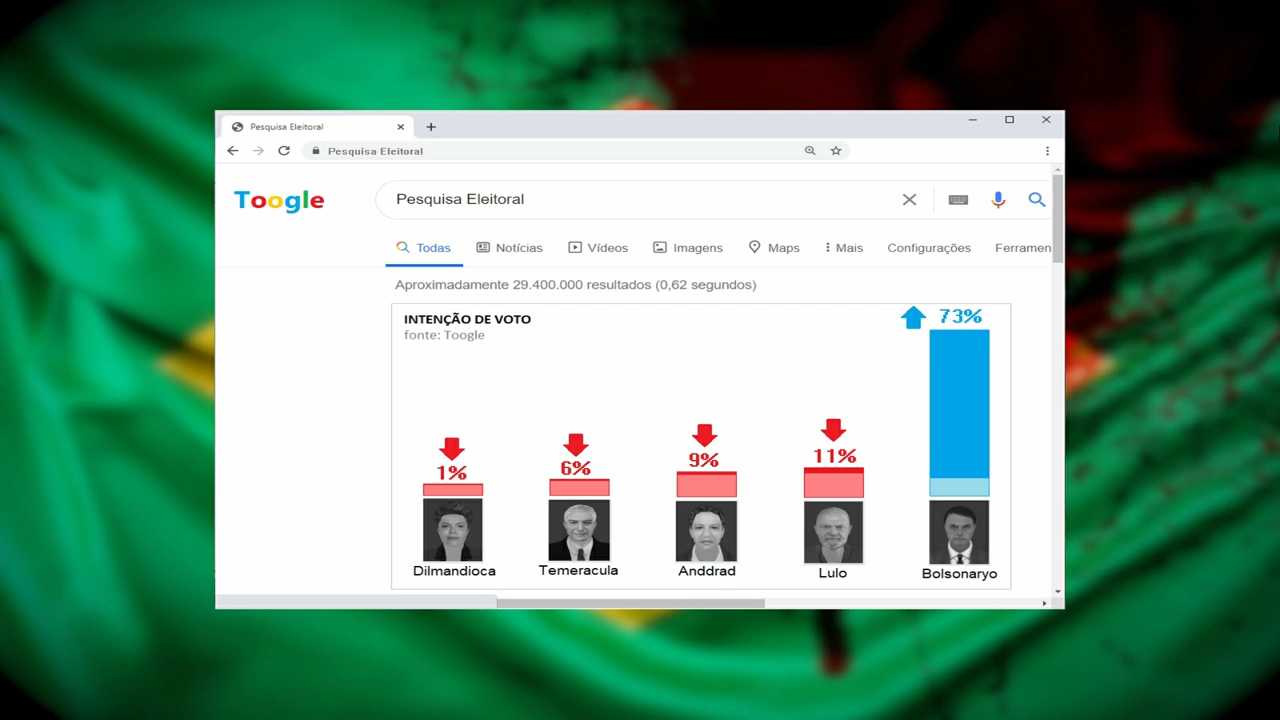 Pesquisa Eleitoral
Pesquisa Eleitoral
Toogle
Pesquisa Eleitoral
Todas Notícias Vídeos Imagens Maps Mais Configurações Ferramen
Aproximadamente 29.400.000 resultados (0,62 segundos)
INTENÇÃO DE VOTO
fonte: Toogle
1% 6% 9% 11% 73%
Dilmandioca Temeracula Anddrad Lulo Bolsonaryo